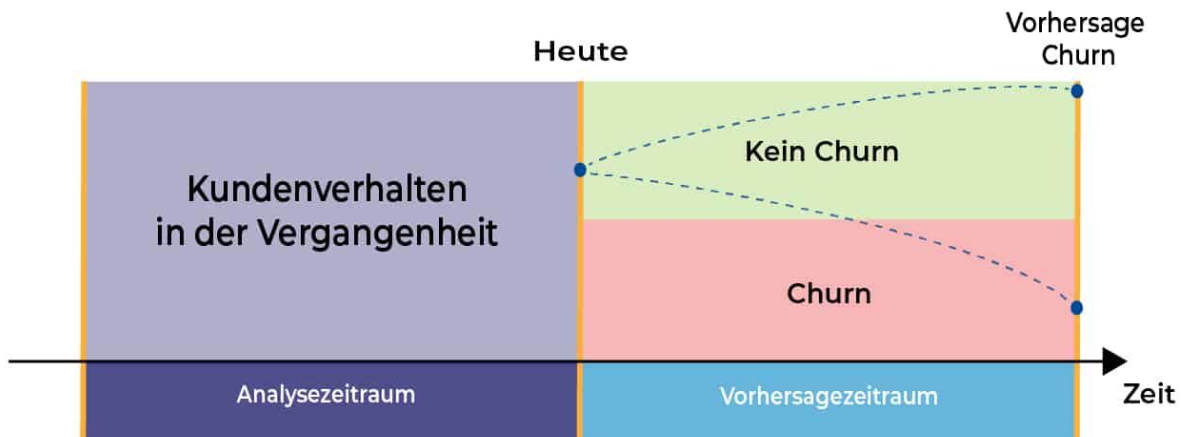 Vorhersage
Churn
Heute
Kein Churn
Kundenverhalten
in der Vergangenheit
Churn
Analysezeitraum
Vorhersagezeitraum
Zeit